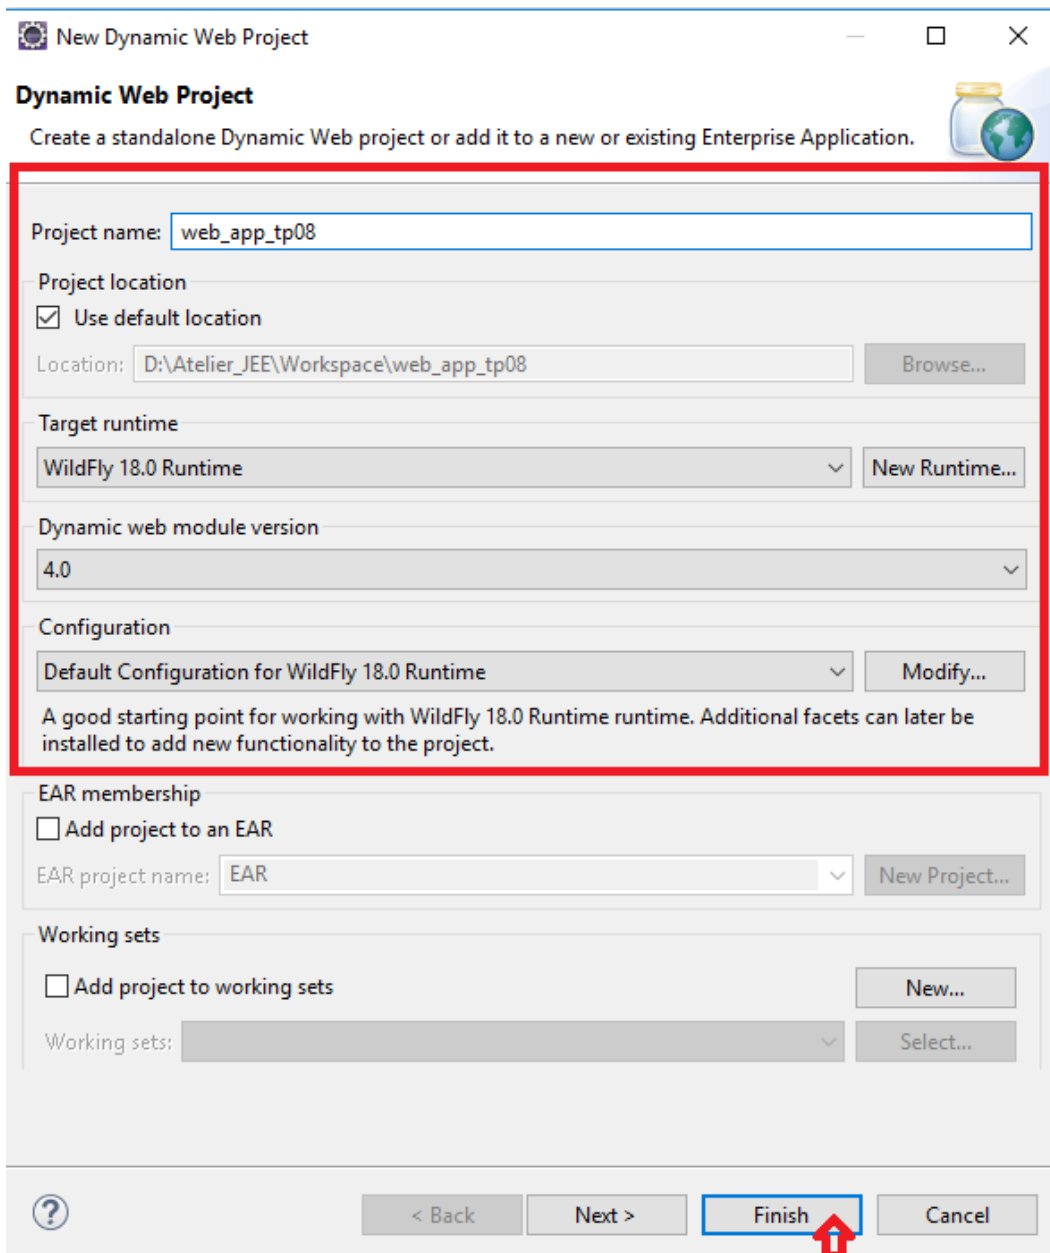 New Dynamic Web Project
Dynamic Web Project
Create a standalone Dynamic Web project or add it to a new or existing Enterprise Application.
Project name: web_app_tp08
Project location
Use default location
Location: D:\Atelier_JEE\Workspace\web_app_tp08 Browse...
Target runtime
WildFly 18.0 Runtime New Runtime...
Dynamic web module version
4.0
Configuration
Default Configuration for WildFly 18.0 Runtime Modify...
A good starting point for working with WildFly 18.0 Runtime runtime. Additional facets can later be
installed to add new functionality to the project.
EAR membership
Add project to an EAR
EAR project name: EAR New Project...
Working sets
Add project to working sets New...
Working sets: Select...
? < Back Next > Finish Cancel